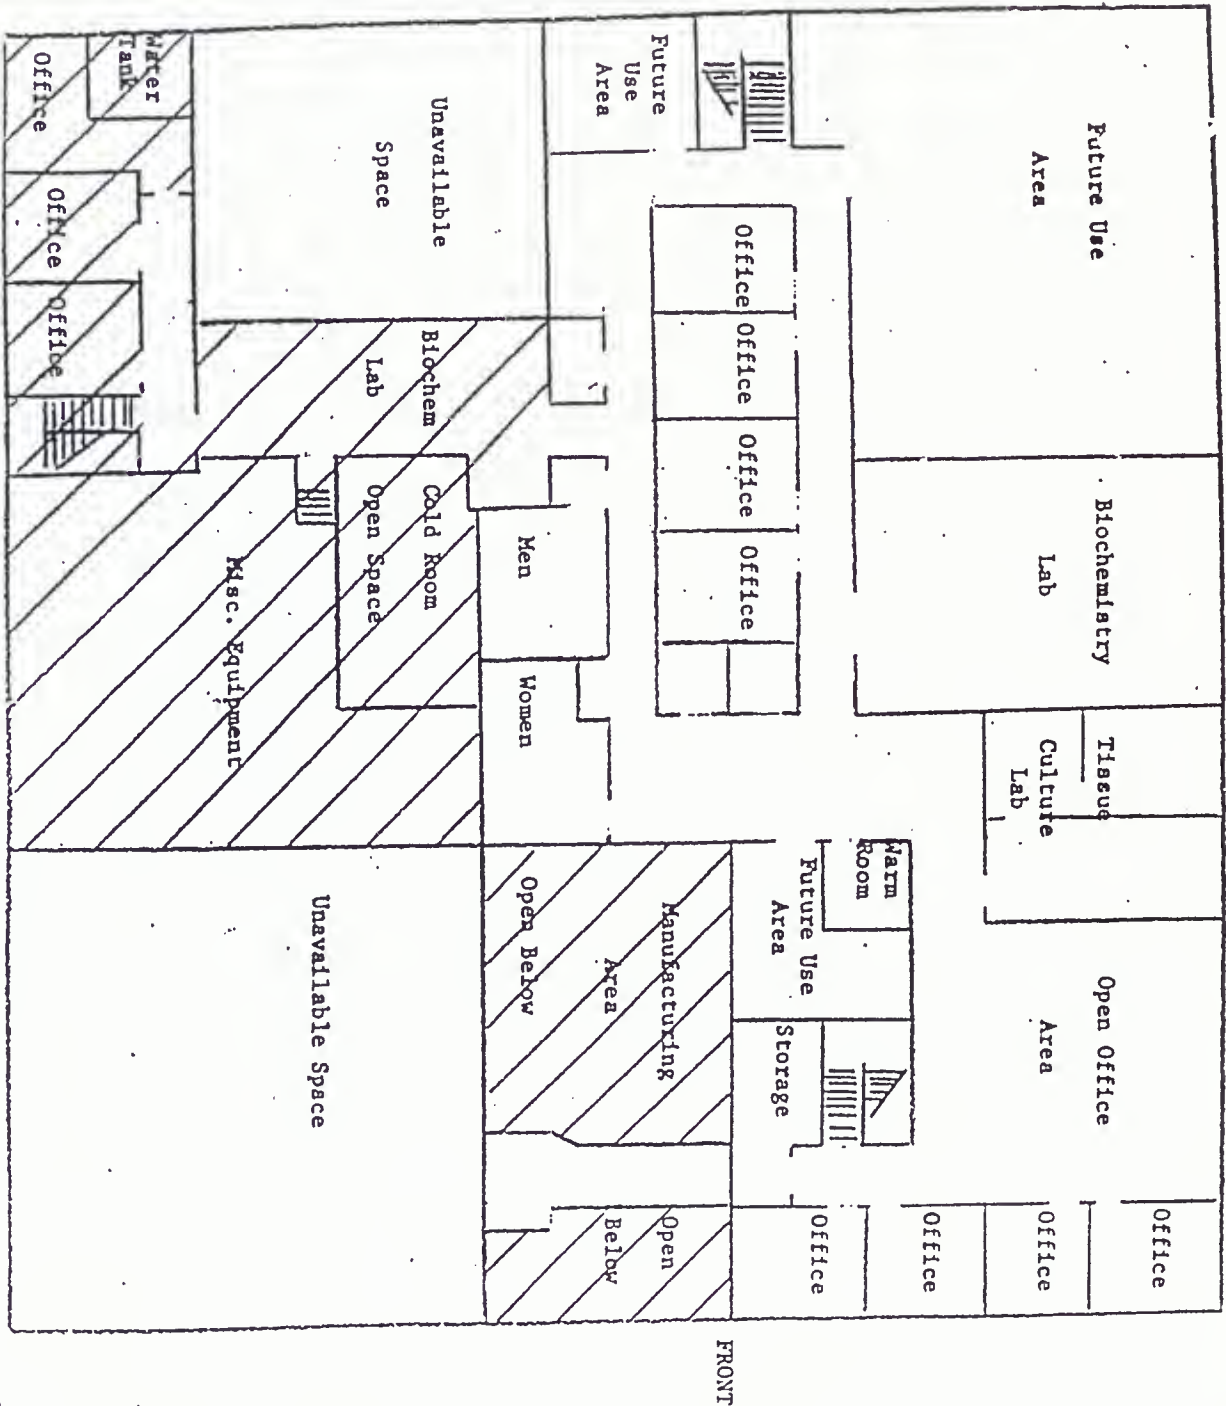 Future Use
Area
Biochemistry
Lab
Tissue
Culture
Lab
Open Office
Area
Office
Office
Office
Office
Warm
Room
Future Use
Area
Storage
Future
Use
Area
Office
Office
Office
Office
Manufacturing
Area
Open Below
Open
Below
Men
Women
Unavailable
Space
Biochem
Lab
Cold Room
Open Space
Misc. Equipment
Unavailable Space
Water
Tank
Office
Office
Office
FRONT